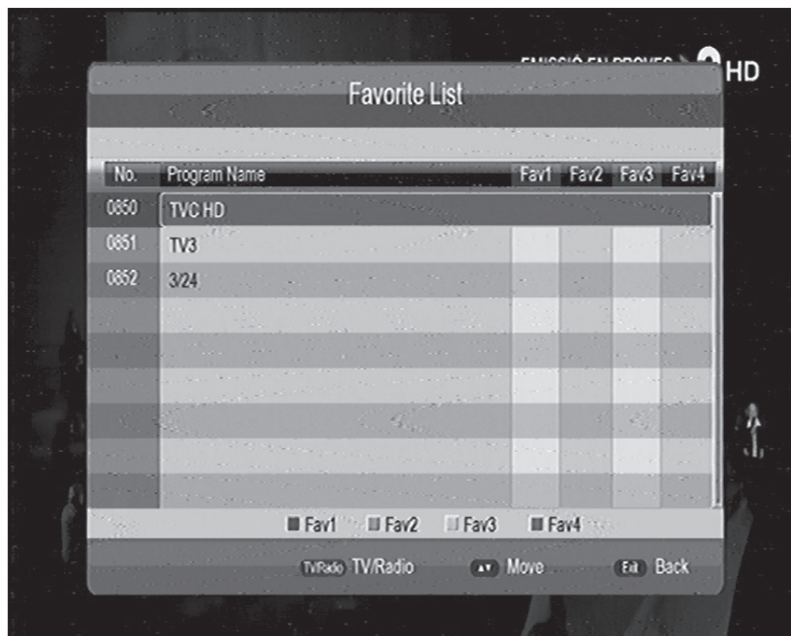 EMISSIÓ EN PROVES HD
Favorite List
No. Program Name Fav1 Fav2 Fav3 Fav4
0850 TVC HD
0851 TV3
0852 3/24
Fav1 Fav2 Fav3 Fav4
TV/Radio TV/Radio Move Exit Back